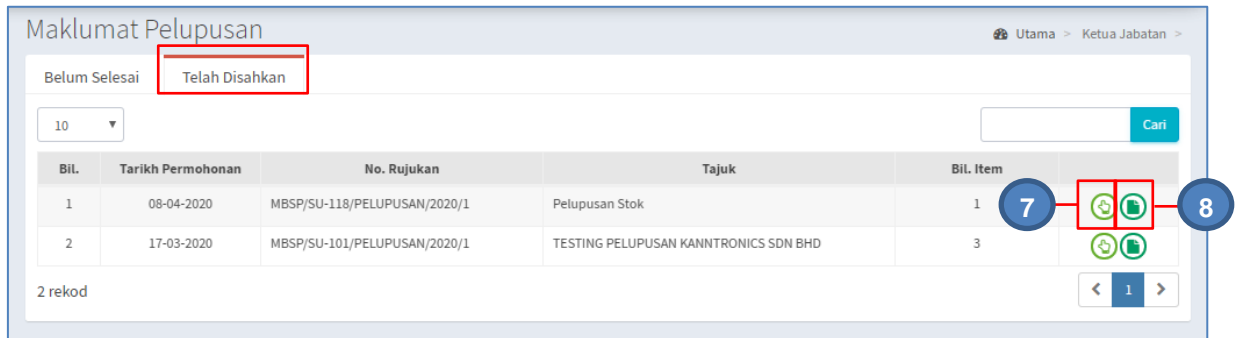 Maklumat Pelupusan
Utama > Ketua Jabatan >
Belum Selesai Telah Disahkan
10 Cari
Bil. Tarikh Permohonan No. Rujukan Tajuk Bil. Item
1 08-04-2020 MBSP/SU-118/PELUPUSAN/2020/1 Pelupusan Stok 1 7 8
2 17-03-2020 MBSP/SU-101/PELUPUSAN/2020/1 TESTING PELUPUSAN KANNTRONICS SDN BHD 3
2 rekod < 1 >